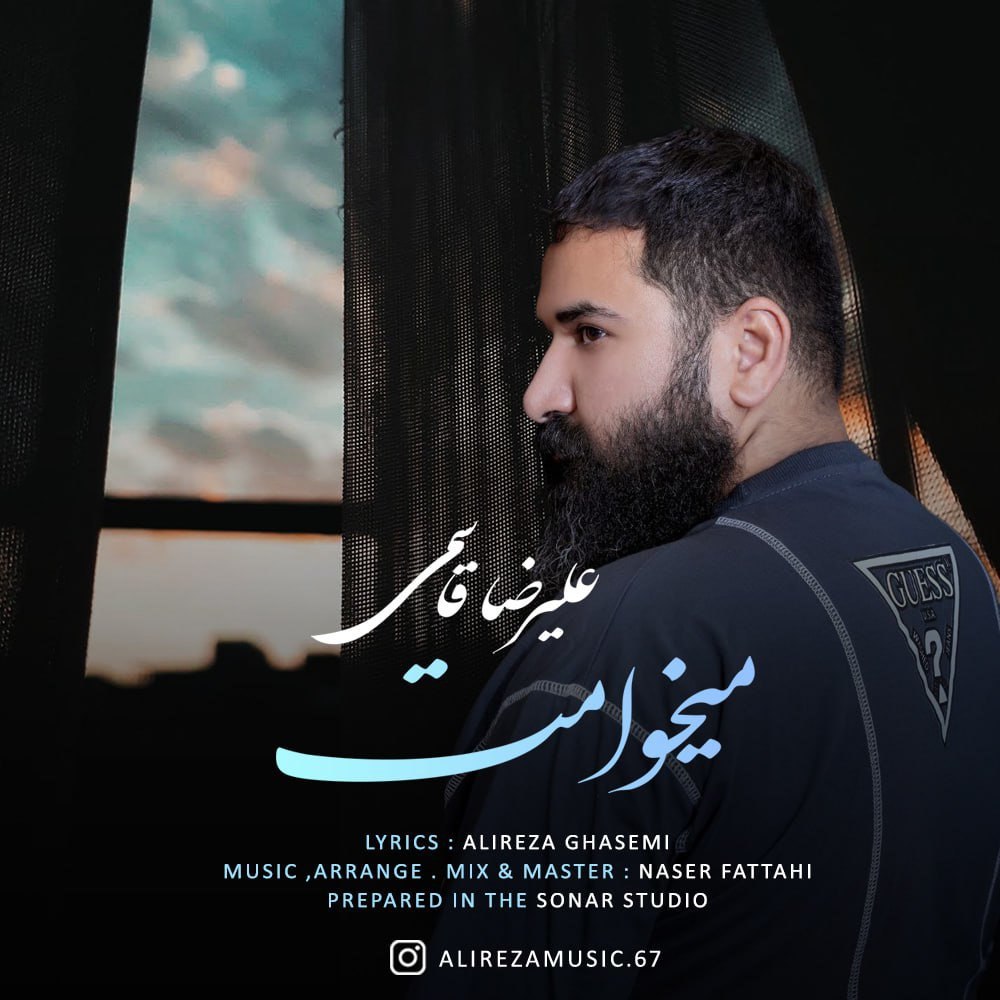 علیرضا قاسمی
میخوامت
GUESS
USA
?
LYRICS : ALIREZA GHASEMI
MUSIC ,ARRANGE . MIX & MASTER : NASER FATTAHI
PREPARED IN THE SONAR STUDIO
ALIREZAMUSIC.67